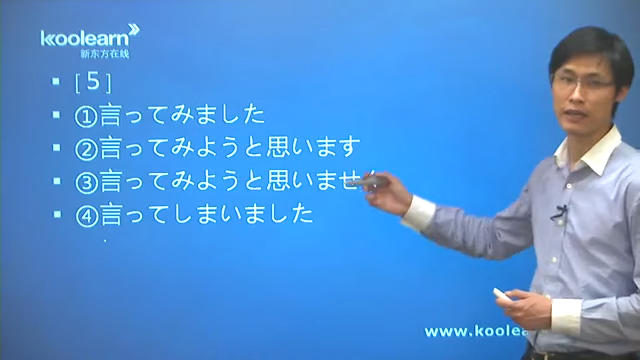 koolearn
新东方在线
[5]
①言ってみました
②言ってみようと思います
③言ってみようと思いませ
④言ってしまいました
www.koolea